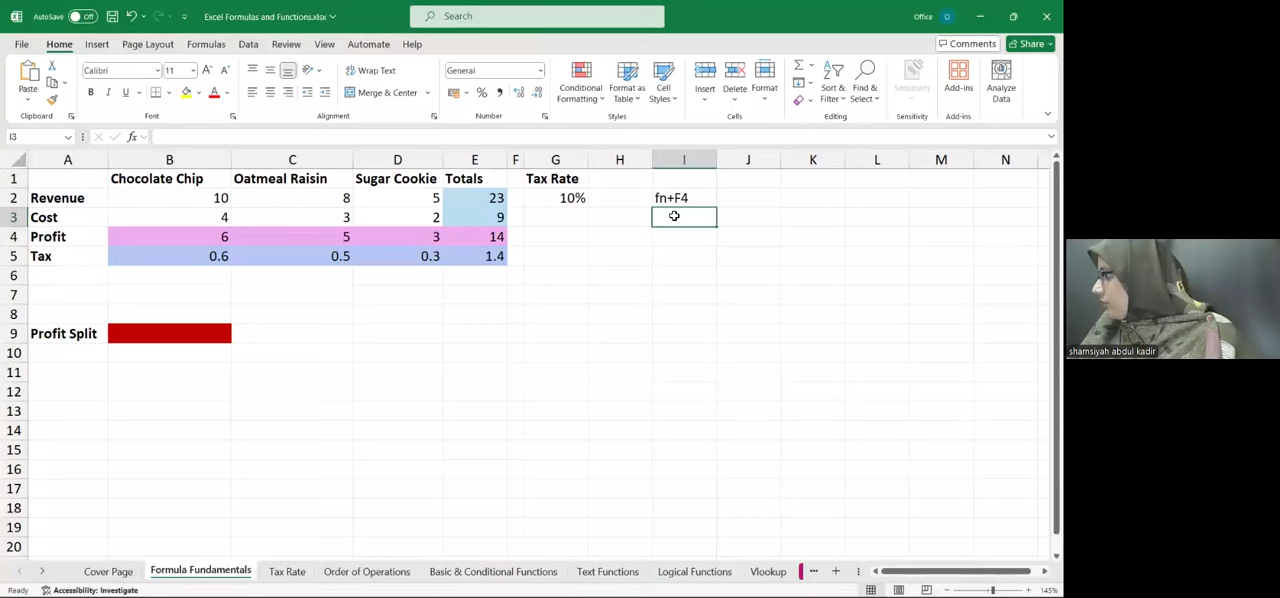 AutoSave Off Excel Formulas and Functions.xlsx Search Office O
File Home Insert Page Layout Formulas Data Review View Automate Help Comments Share
Paste Calibri 11 A A Wrap Text General Conditional Formatting Format as Table Cell Styles Insert Delete Format Sort & Filter Find & Select Sensitivity Add-ins Analyze Data
B I U A Merge & Center % ,
Clipboard Font Alignment Number Styles Cells Editing Sensitivity Add-ins
I3 fx
A B C D E F G H I J K L M N
1 Chocolate Chip Oatmeal Raisin Sugar Cookie Totals Tax Rate
2 Revenue 10 8 5 23 10% fn+F4
3 Cost 4 3 2 9
4 Profit 6 5 3 14
5 Tax 0.6 0.5 0.3 1.4
6
7
8
9 Profit Split
10
11
12
13
14
15
16
17
18
19
20
shamsiyah abdul kadir
Cover Page Formula Fundamentals Tax Rate Order of Operations Basic & Conditional Functions Text Functions Logical Functions Vlookup
Ready Accessibility: Investigate 145%